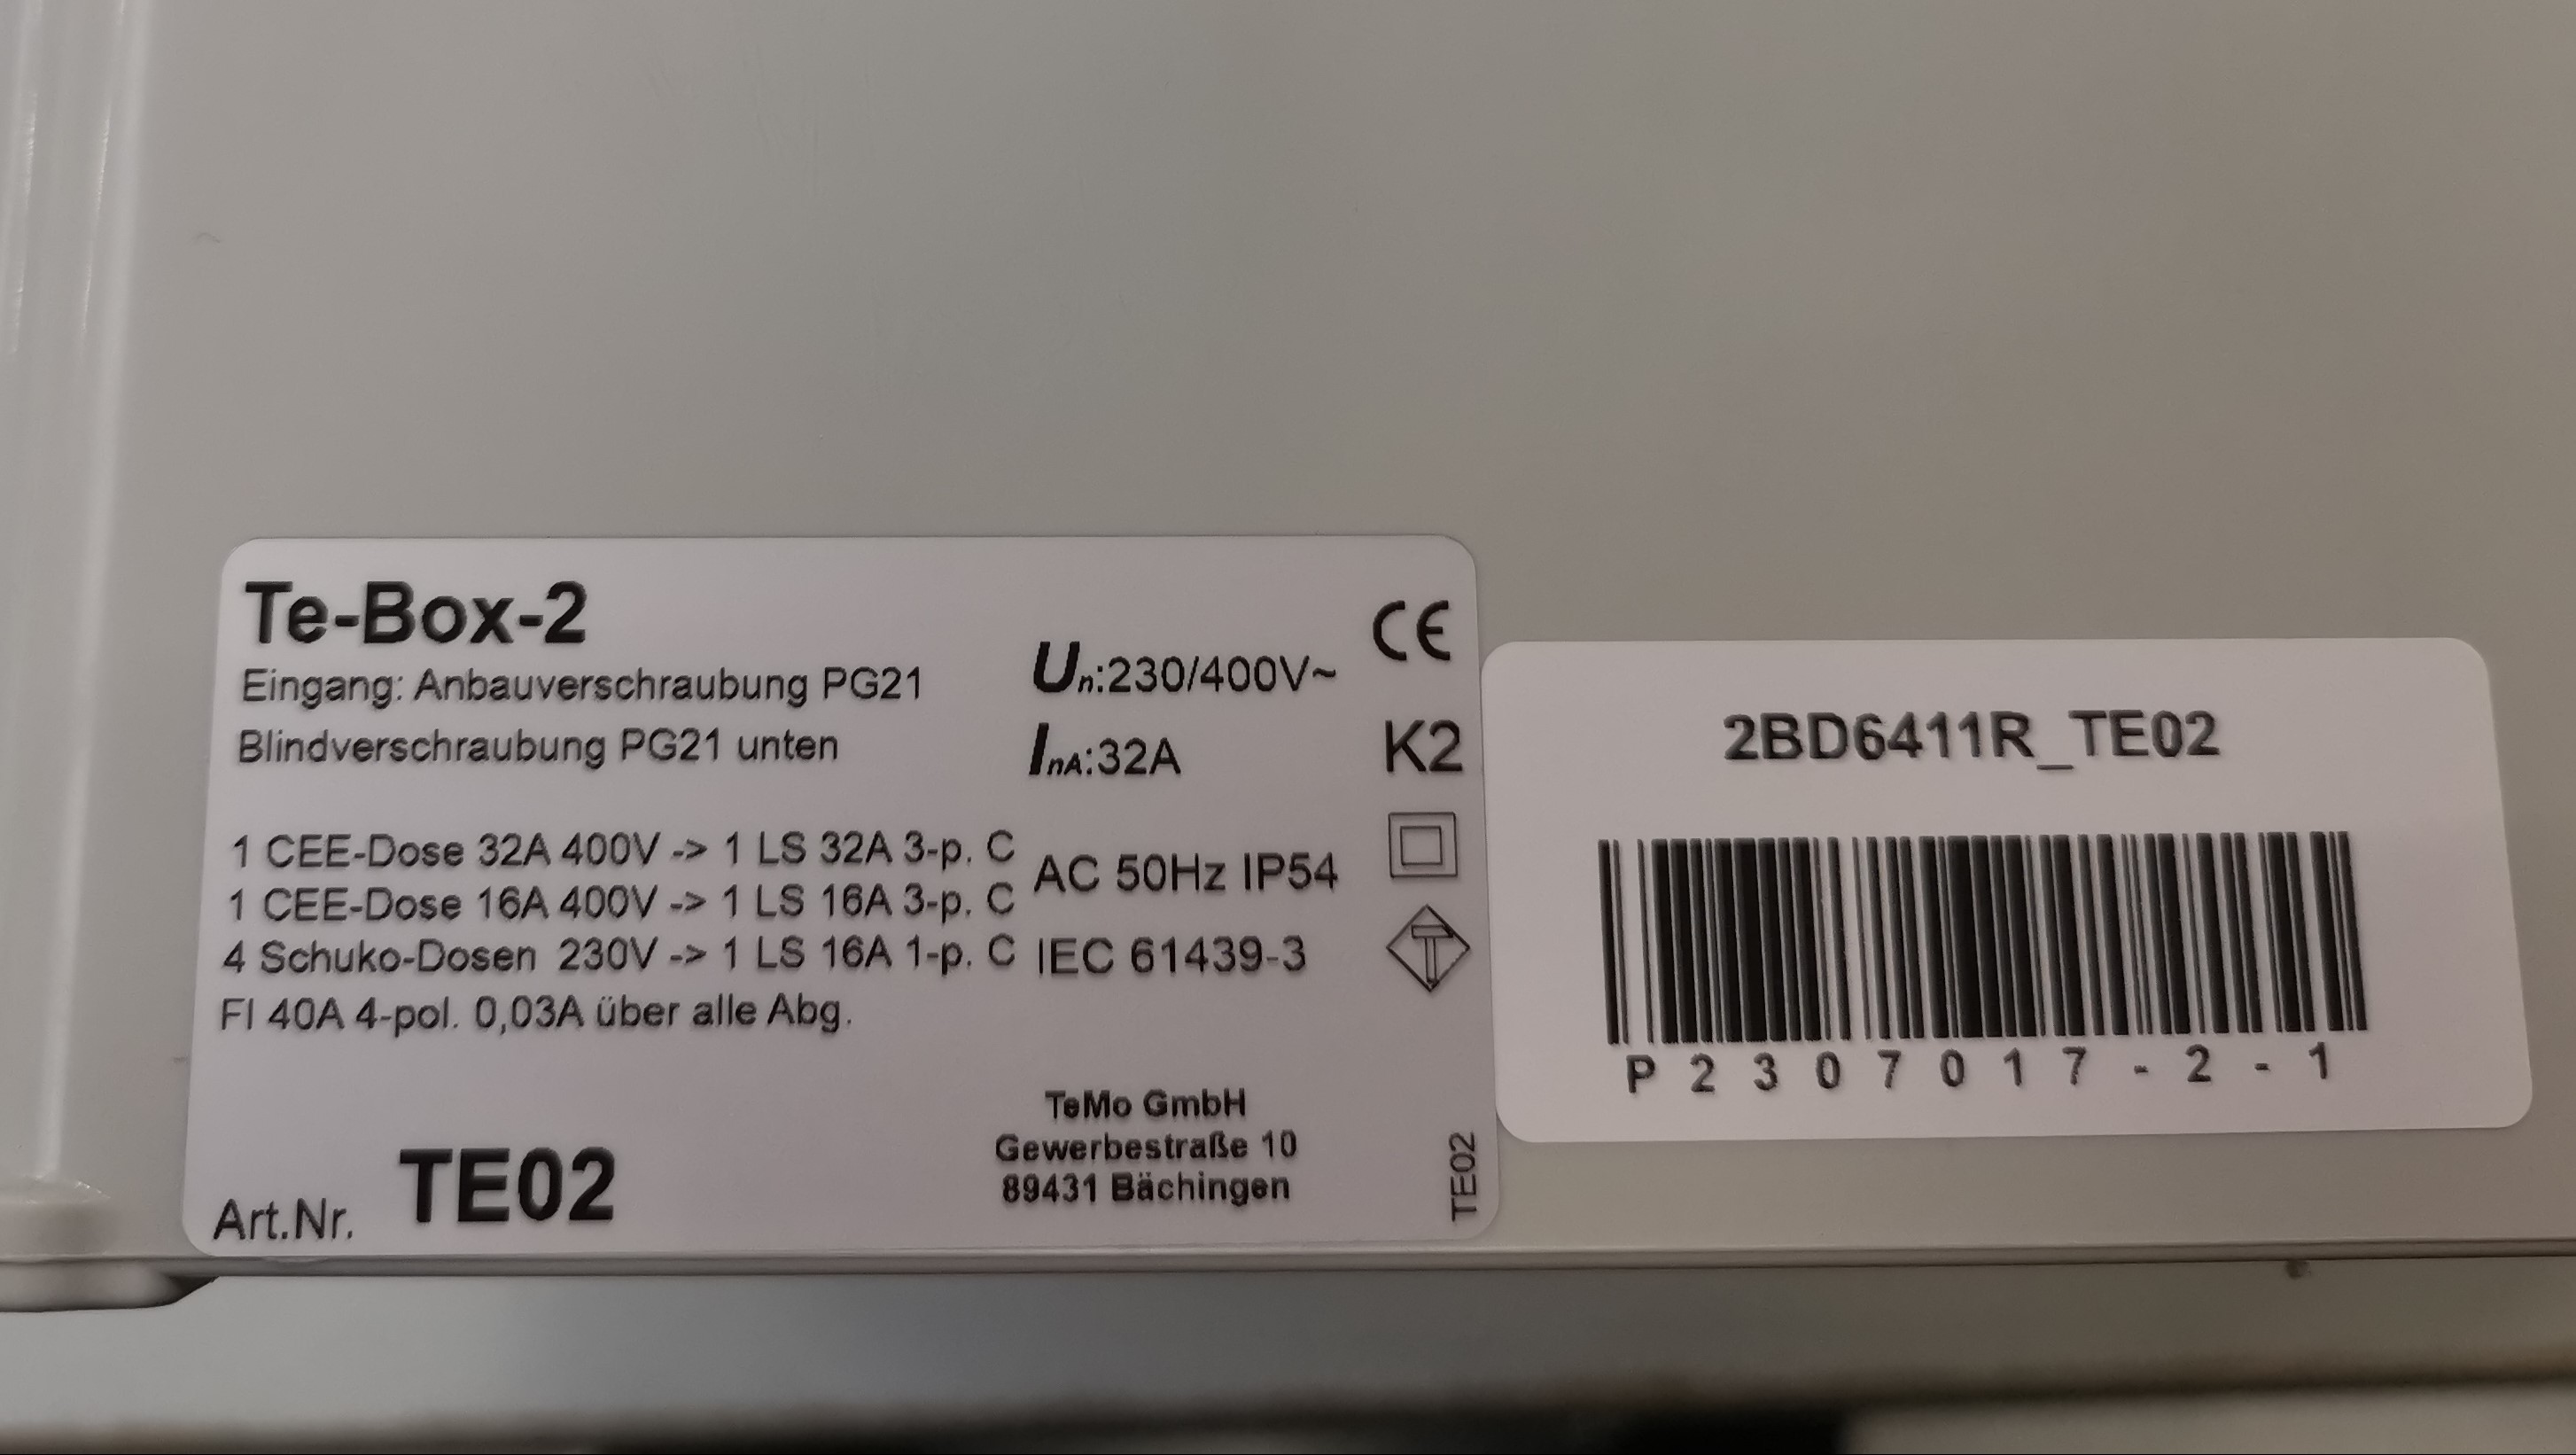 Te-Box-2
Eingang: Anbauverschraubung PG21
Blindverschraubung PG21 unten
1 CEE-Dose 32A 400V -> 1 LS 32A 3-p. C
1 CEE-Dose 16A 400V -> 1 LS 16A 3-p. C
4 Schuko-Dosen 230V -> 1 LS 16A 1-p. C
FI 40A 4-pol. 0,03A über alle Abg.
Art.Nr. TE02
Un:230/400V~
InA:32A
AC 50Hz IP54
IEC 61439-3
TeMo GmbH
Gewerbestraße 10
89431 Bächingen
CE
K2
T
TE02
2BD6411R_TE02
P2307017-2-1